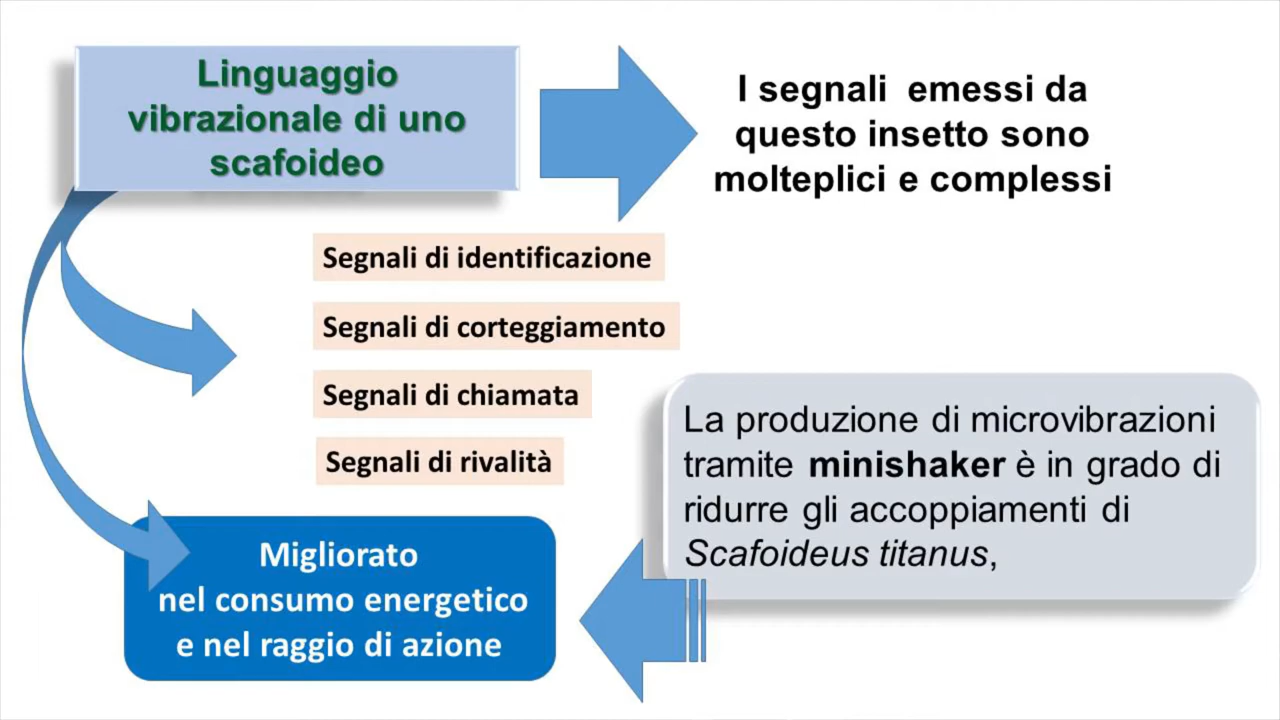 Linguaggio
vibrazionale di uno
scafoideo
I segnali emessi da
questo insetto sono
molteplici e complessi
Segnali di identificazione
Segnali di corteggiamento
Segnali di chiamata
Segnali di rivalità
La produzione di microvibrazioni
tramite minishaker è in grado di
ridurre gli accoppiamenti di
Scafoideus titanus,
Migliorato
nel consumo energetico
e nel raggio di azione